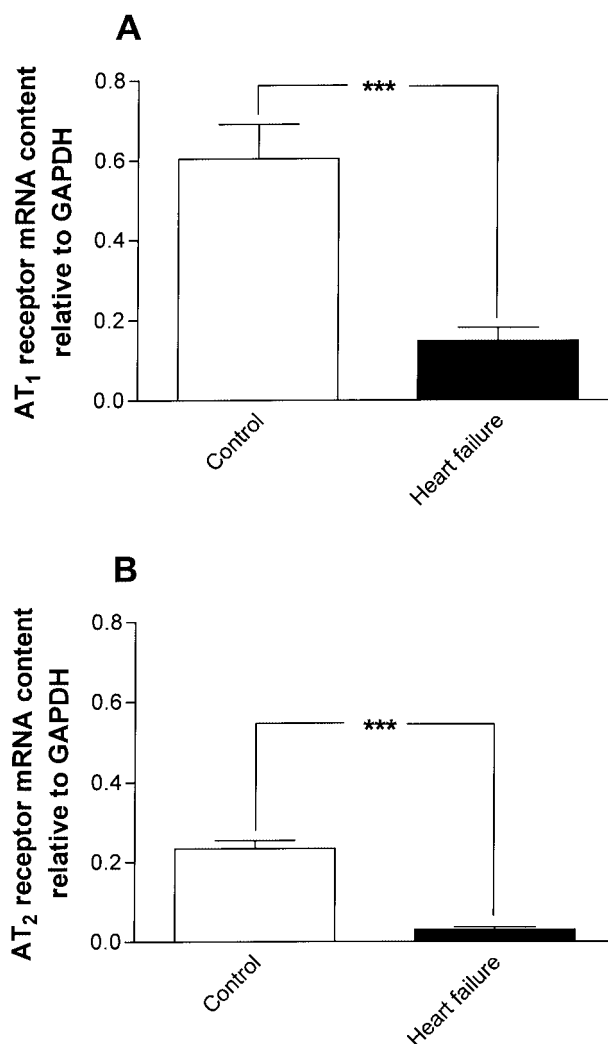 A
AT₁ receptor mRNA content
relative to GAPDH
0.8
0.6
0.4
0.2
0.0
***
Control
Heart failure
B
AT₂ receptor mRNA content
relative to GAPDH
0.8
0.6
0.4
0.2
0.0
***
Control
Heart failure